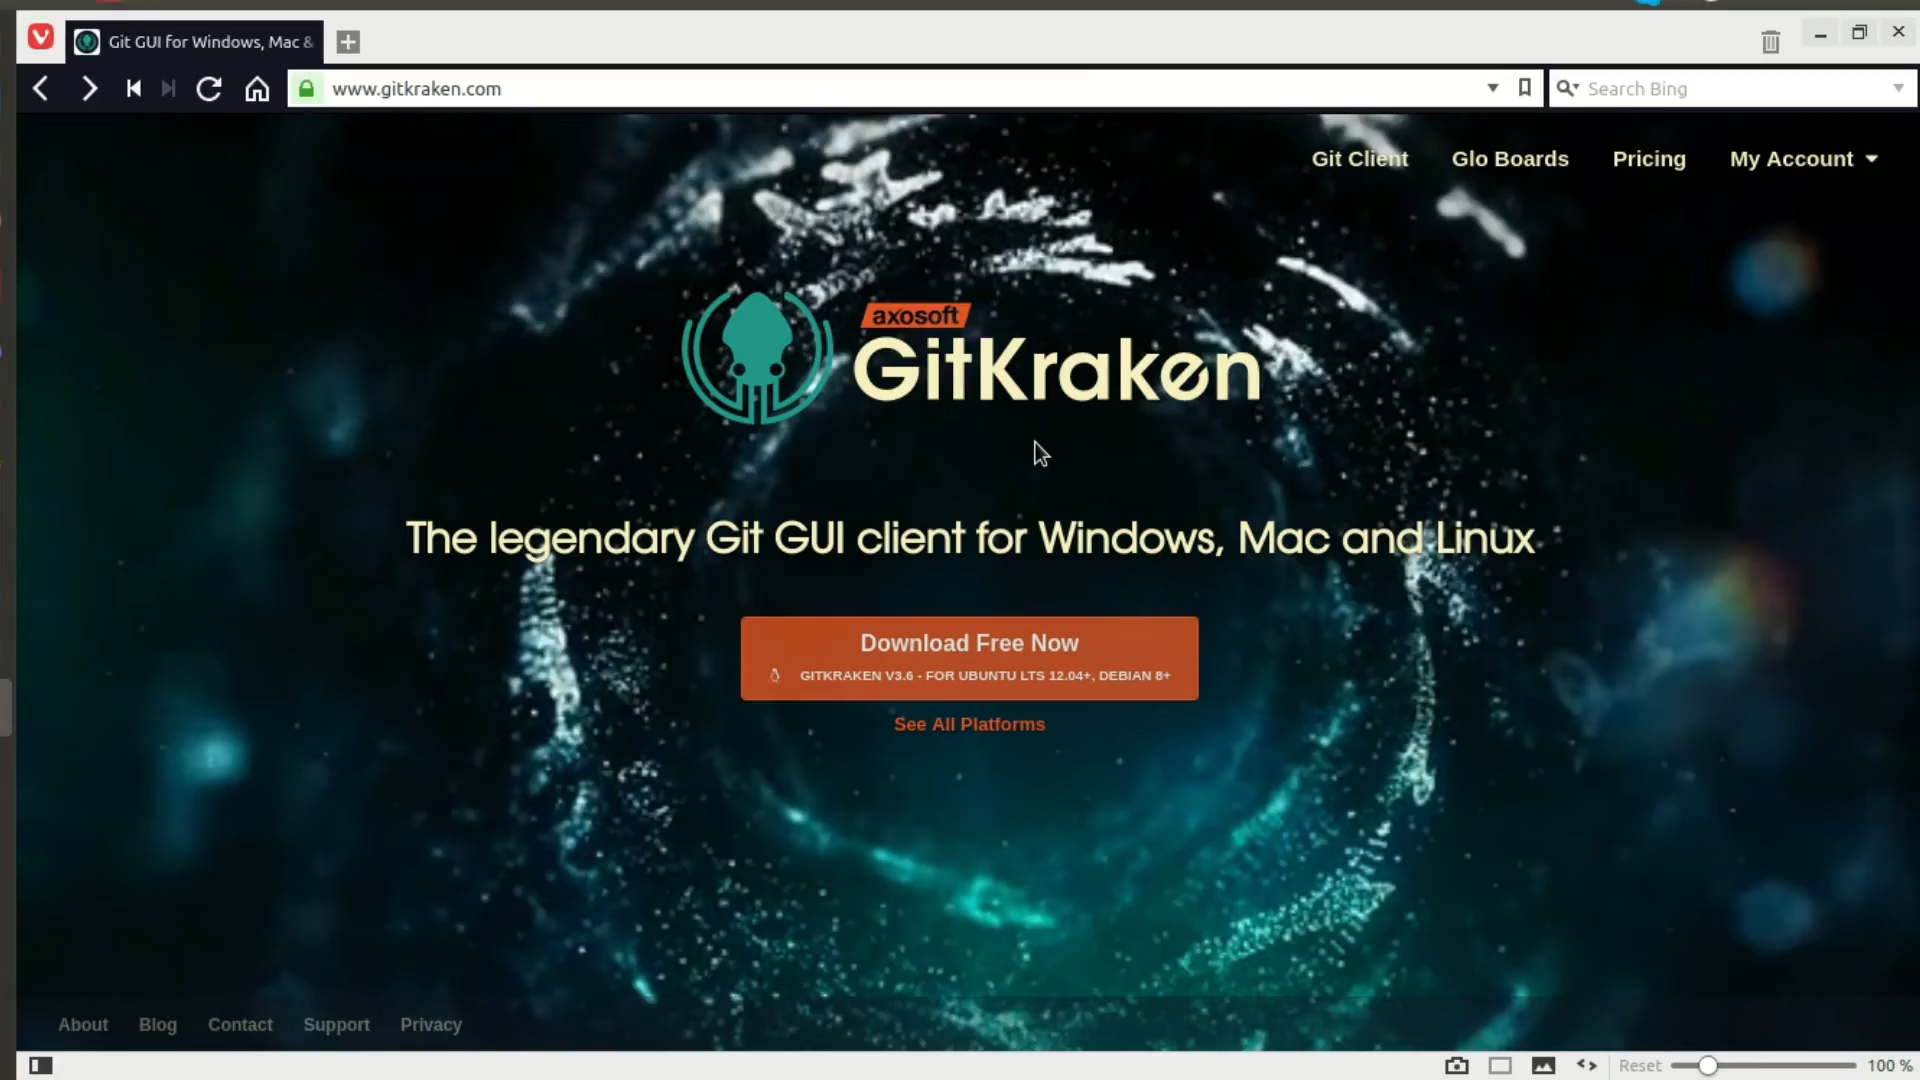 Git GUI for Windows, Mac &
www.gitkraken.com
Search Bing
Git Client
Glo Boards
Pricing
My Account
axosoft
GitKraken
The legendary Git GUI client for Windows, Mac and Linux
Download Free Now
GITKRAKEN V3.6 - FOR UBUNTU LTS 12.04+, DEBIAN 8+
See All Platforms
About
Blog
Contact
Support
Privacy
Reset
100 %